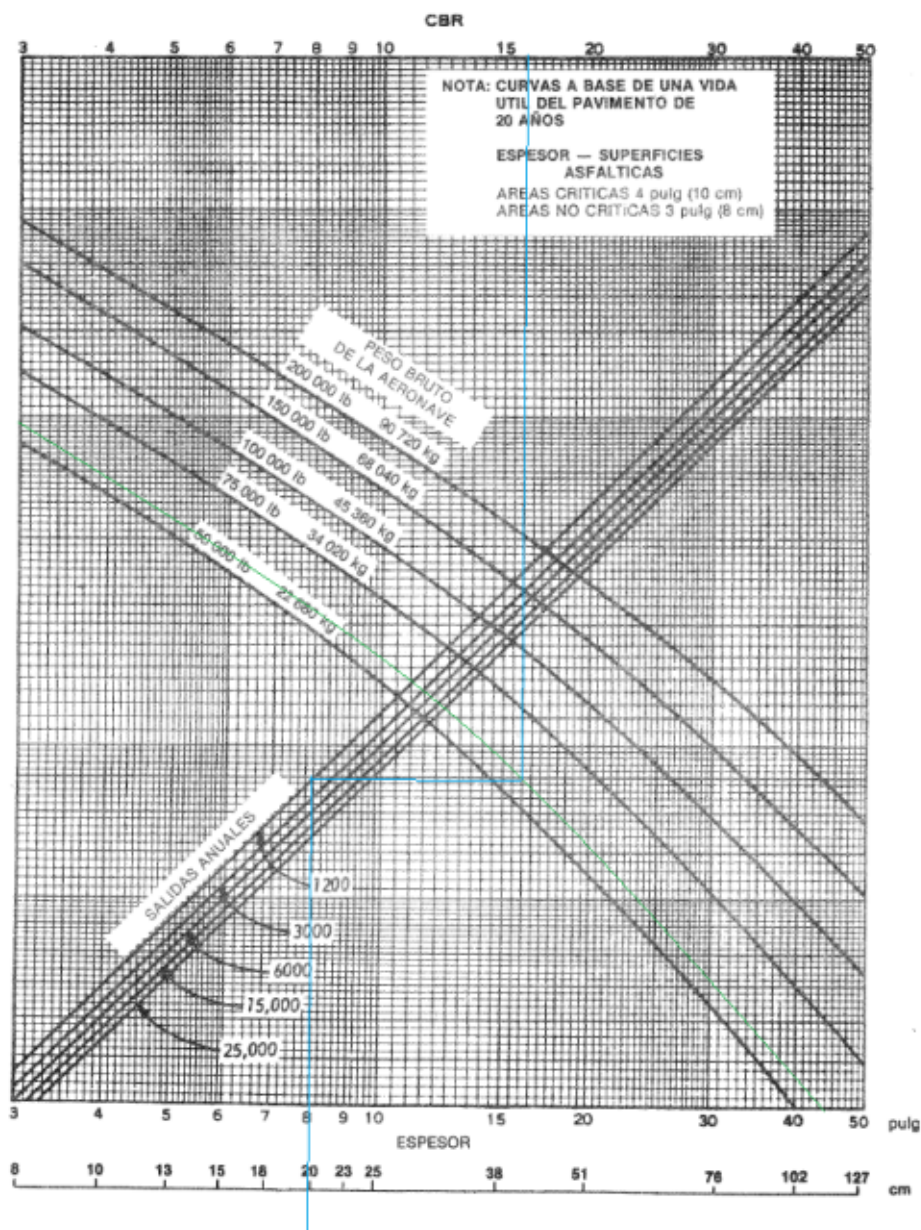 CBR
3 4 5 6 7 8 9 10 15 20 30 40 50
NOTA: CURVAS A BASE DE UNA VIDA
UTIL DEL PAVIMENTO DE
20 AÑOS
ESPESOR — SUPERFICIES
ASFALTICAS
AREAS CRITICAS 4 pulg (10 cm)
AREAS NO CRITICAS 3 pulg (8 cm)
PESO BRUTO
DE LA AERONAVE
200 000 lb 90 720 kg
150 000 lb 68 040 kg
100 000 lb 45 360 kg
75 000 lb 34 020 kg
50 000 lb 22 680 kg
SALIDAS ANUALES
1200
3000
6000
15,000
25,000
3 4 5 6 7 8 9 10 15 20 30 40 50 pulg
ESPESOR
8 10 13 15 18 20 23 25 38 51 76 102 127 cm